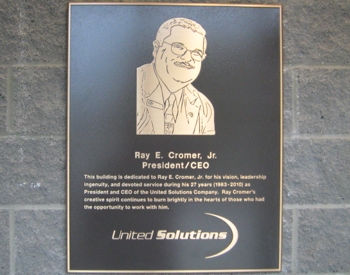 Ray E. Cromer, Jr.
President/CEO
This building is dedicated to Ray E. Cromer, Jr. for his vision, leadership
ingenuity, and devoted service during his 27 years (1983-2010) as
President and CEO of the United Solutions Company. Ray Cromer's
creative spirit continues to burn brightly in the hearts of those who had
the opportunity to work with him.
United Solutions